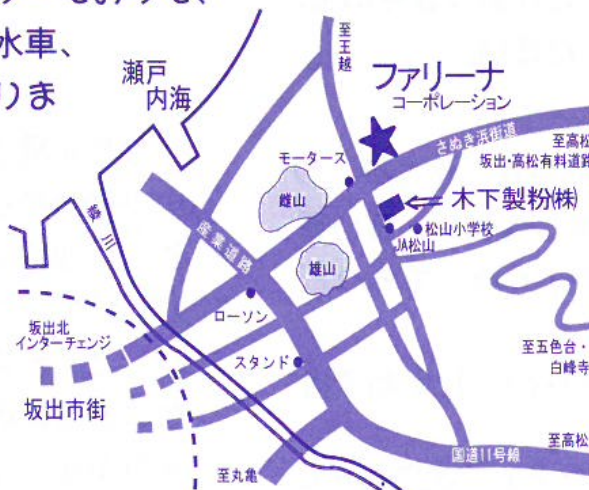 水車、
りま
瀬戸
内海
至王越
ファリーナ
コーポレーション
さぬき浜街道
至高松
坂出・高松有料道路
モータース
雌山
木下製粉㈱
松山小学校
JA松山
綾川
産業道路
雄山
ローソン
坂出北
インターチェンジ
スタンド
至五色台・
白峰寺
坂出市街
国道11号線
至高松
至丸亀